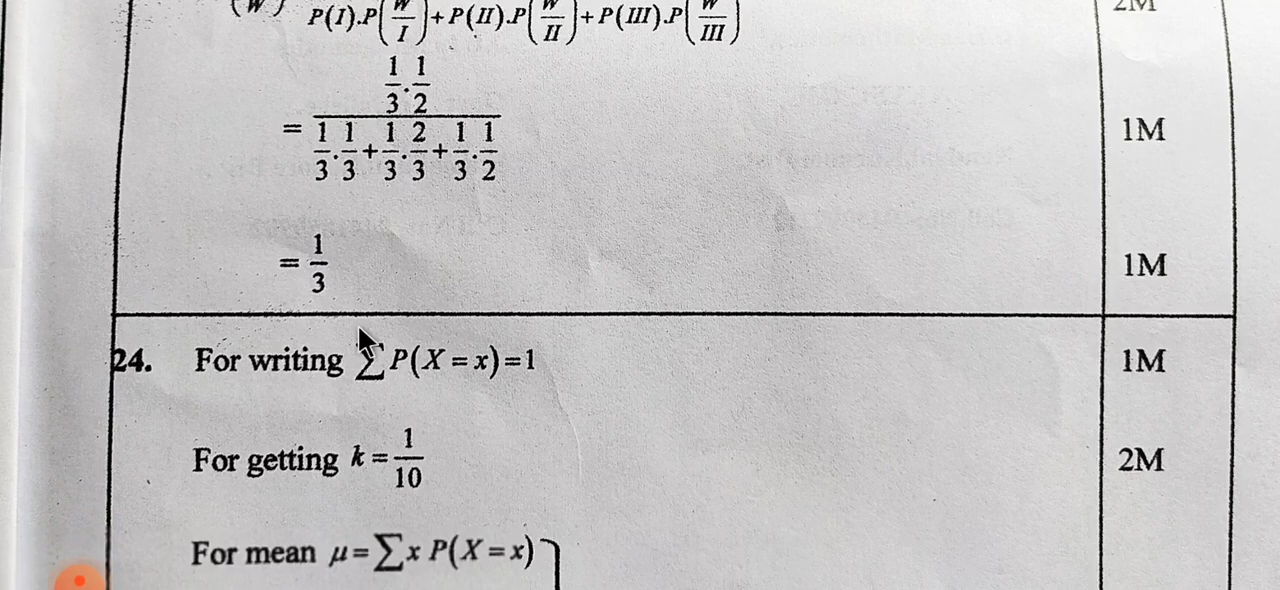 P(I).P(W/I)+P(II).P(W/II)+P(III).P(W/III)
= (1/3 . 1/2) / (1/3 . 1/3 + 1/3 . 2/3 + 1/3 . 1/2)
1M
= 1/3
1M
24. For writing ∑P(X = x) = 1
1M
For getting k = 1/10
2M
For mean μ = ∑x P(X = x)